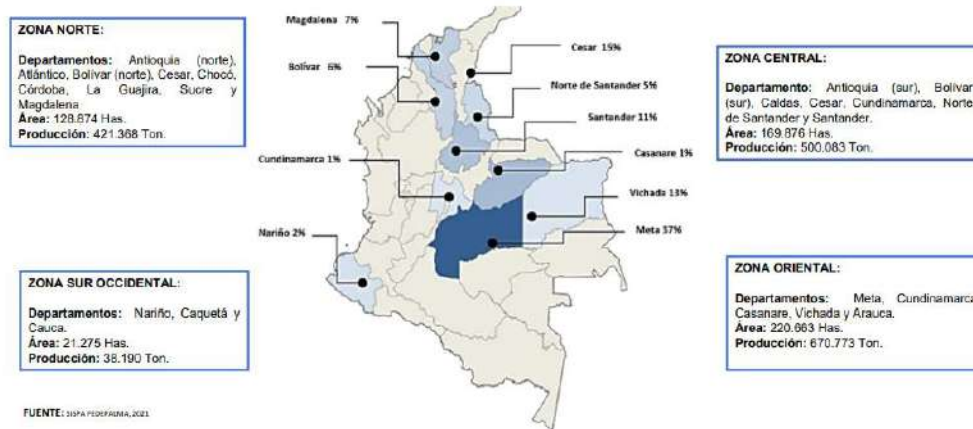 ZONA NORTE:
Departamentos: Antioquia (norte),
Atlántico, Bolívar (norte), Cesar, Chocó,
Córdoba, La Guajira, Sucre y
Magdalena
Área: 128.874 Has.
Producción: 421.368 Ton.
Magdalena 7%
Bolívar 6%
Cundinamarca 1%
Nariño 2%
Cesar 15%
Norte de Santander 5%
Santander 11%
Casanare 1%
Vichada 13%
Meta 37%
ZONA CENTRAL:
Departamento: Antioquia (sur), Bolívar
(sur), Caldas, Cesar, Cundinamarca, Norte
de Santander y Santander.
Área: 169.876 Has.
Producción: 500.083 Ton.
ZONA SUR OCCIDENTAL:
Departamentos: Nariño, Caquetá y
Cauca.
Área: 21.275 Has.
Producción: 38.190 Ton.
ZONA ORIENTAL:
Departamentos: Meta, Cundinamarca
Casanare, Vichada y Arauca.
Área: 220.663 Has.
Producción: 670.773 Ton.
FUENTE: SISPA FEDEPALMA, 2021